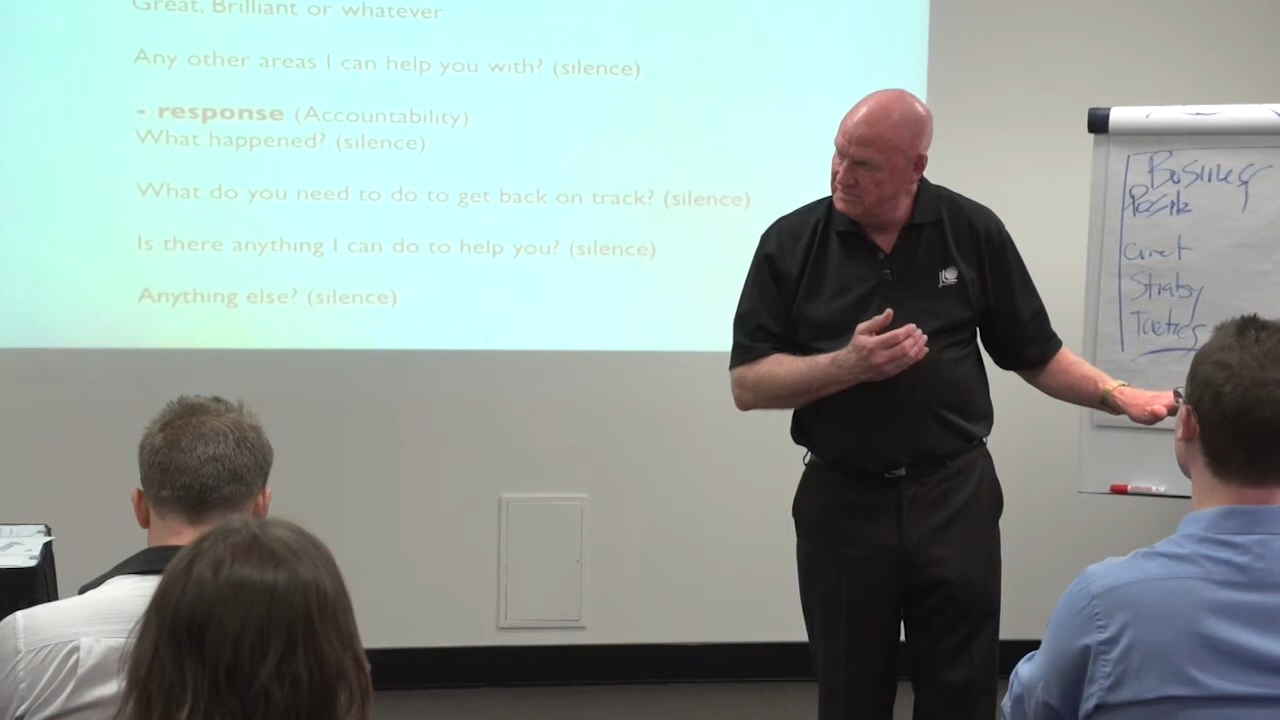 Great, Brilliant or whatever
Any other areas I can help you with? (silence)
- response (Accountability)
What happened? (silence)
What do you need to do to get back on track? (silence)
Is there anything I can do to help you? (silence)
Anything else? (silence)
Business
Tactics